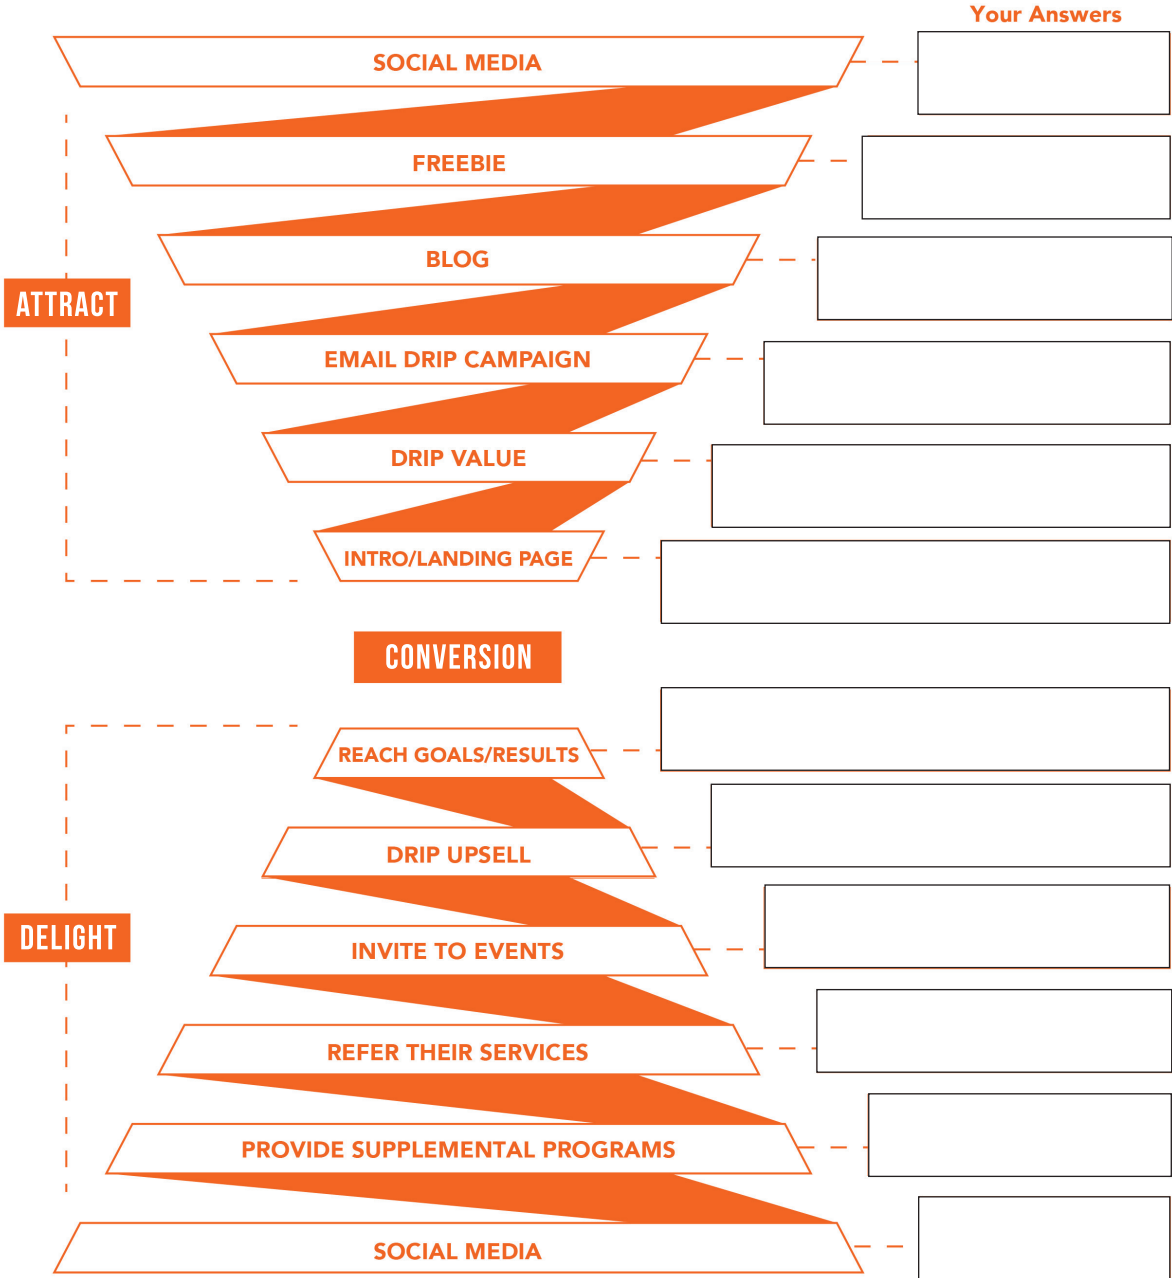 Your Answers
SOCIAL MEDIA
FREEBIE
BLOG
ATTRACT
EMAIL DRIP CAMPAIGN
DRIP VALUE
INTRO/LANDING PAGE
CONVERSION
REACH GOALS/RESULTS
DRIP UPSELL
DELIGHT
INVITE TO EVENTS
REFER THEIR SERVICES
PROVIDE SUPPLEMENTAL PROGRAMS
SOCIAL MEDIA